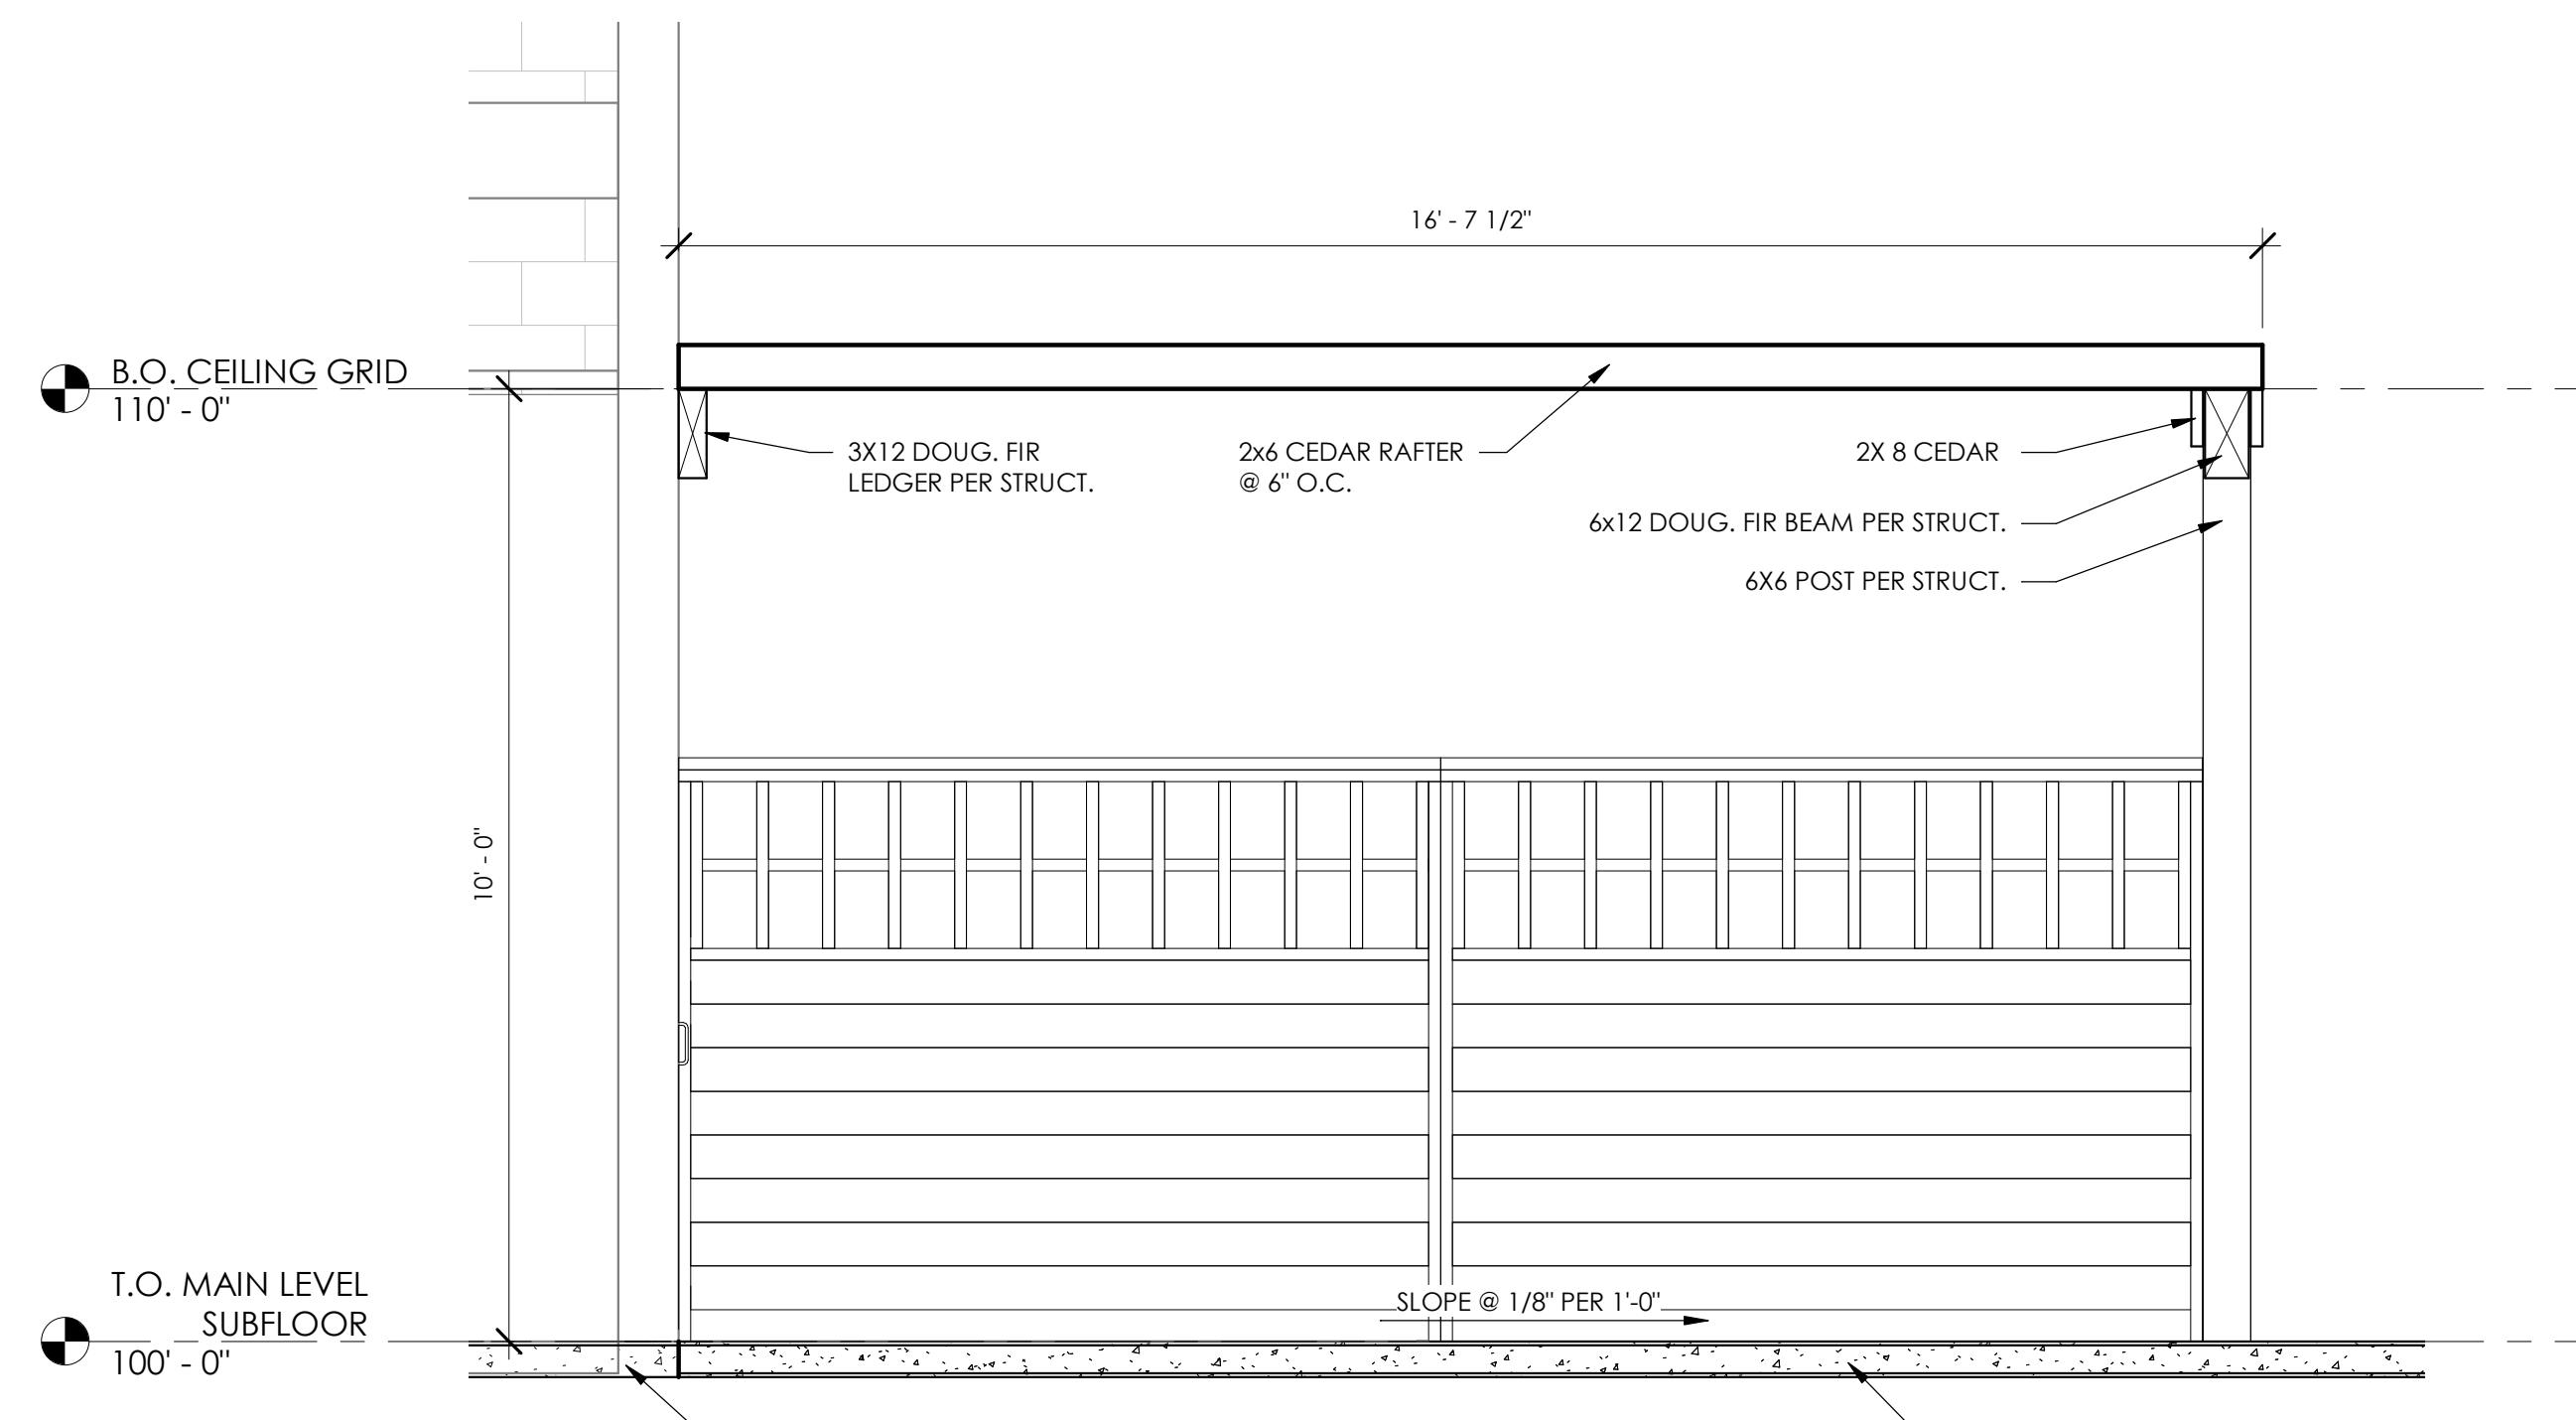 16' - 7 1/2"
B.O. CEILING GRID
110' - 0"
3X12 DOUG. FIR
LEDGER PER STRUCT.
2x6 CEDAR RAFTER
@ 6" O.C.
2X 8 CEDAR
6x12 DOUG. FIR BEAM PER STRUCT.
6X6 POST PER STRUCT.
10' - 0"
SLOPE @ 1/8" PER 1'-0"
T.O. MAIN LEVEL
SUBFLOOR
100' - 0"